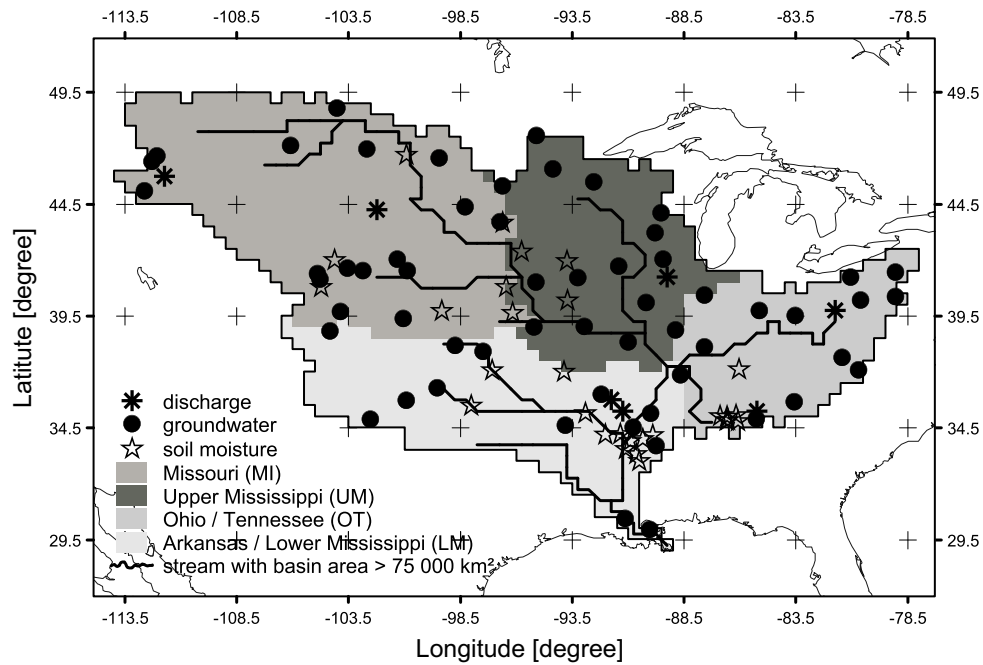 -113.5 -108.5 -103.5 -98.5 -93.5 -88.5 -83.5 -78.5
49.5 49.5
44.5 44.5
39.5 39.5
34.5 34.5
29.5 29.5
Latitute [degree]
discharge
groundwater
soil moisture
Missouri (MI)
Upper Mississippi (UM)
Ohio / Tennessee (OT)
Arkansas / Lower Mississippi (LM)
stream with basin area > 75 000 km²
-113.5 -108.5 -103.5 -98.5 -93.5 -88.5 -83.5 -78.5
Longitude [degree]